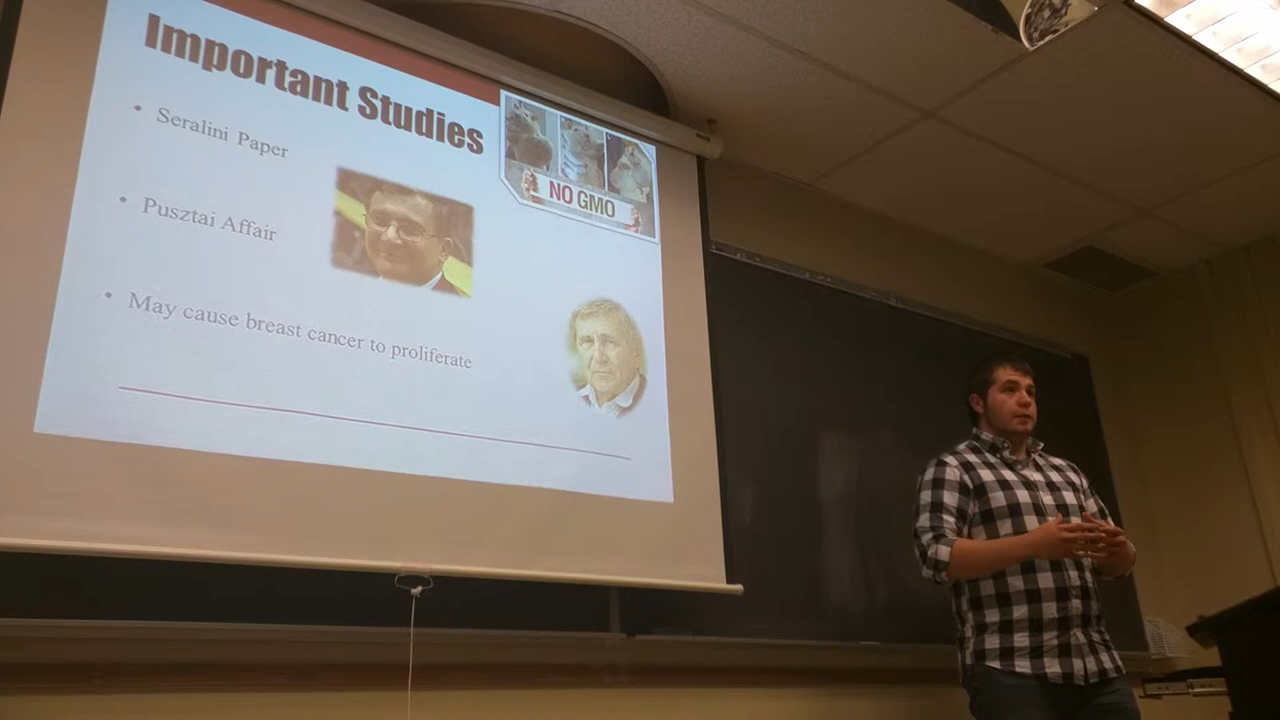 Important Studies
• Seralini Paper
NO GMO
• Pusztai Affair
• May cause breast cancer to proliferate